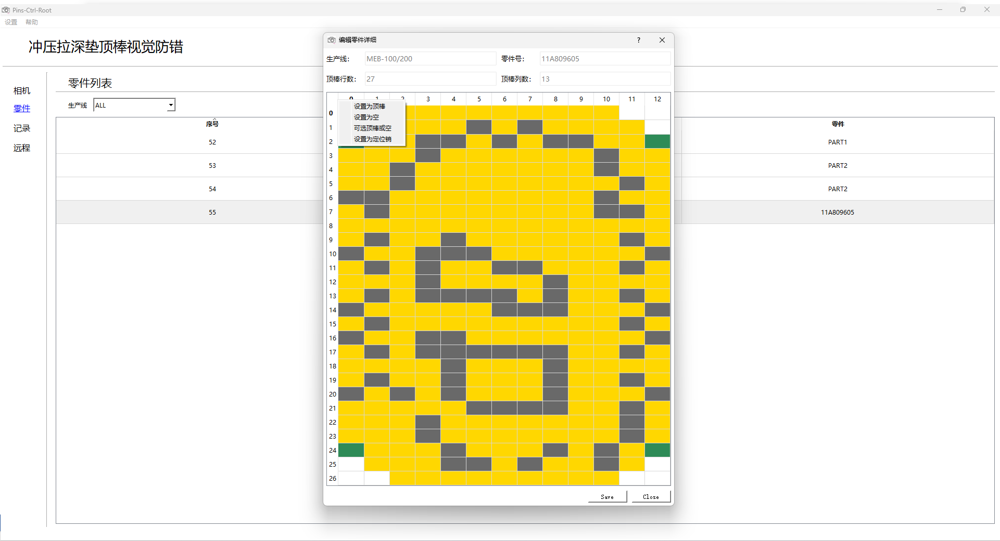 Pins-Ctrl-Root
设置 帮助
冲压拉深垫顶棒视觉防错
相机
零件
记录
远程
零件列表
生产线 ALL
序号 零件
52 PART1
53 PART2
54 PART2
55 11A809605
编辑零件详细 ?
生产线: MEB-100/200 零件号: 11A809605
顶棒行数: 27 顶棒列数: 13
0 1 2 3 4 5 6 7 8 9 10 11 12
设置为顶棒
设置为空
可选顶棒或空
设置为定位销
0
1
2
3
4
5
6
7
8
9
10
11
12
13
14
15
16
17
18
19
20
21
22
23
24
25
26
Save Close